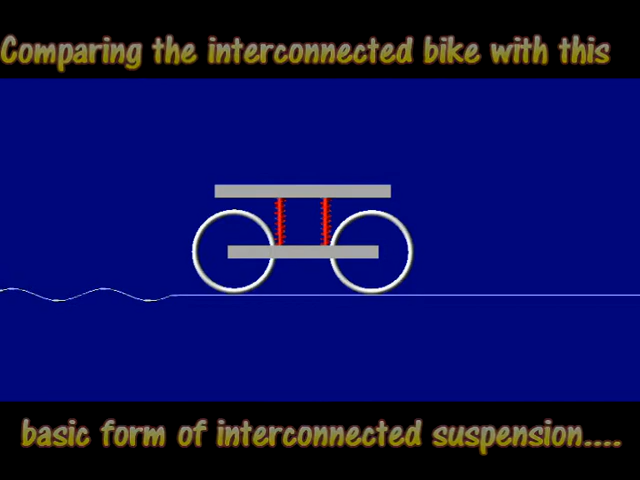 Comparing the interconnected bike with this
basic form of interconnected suspension....